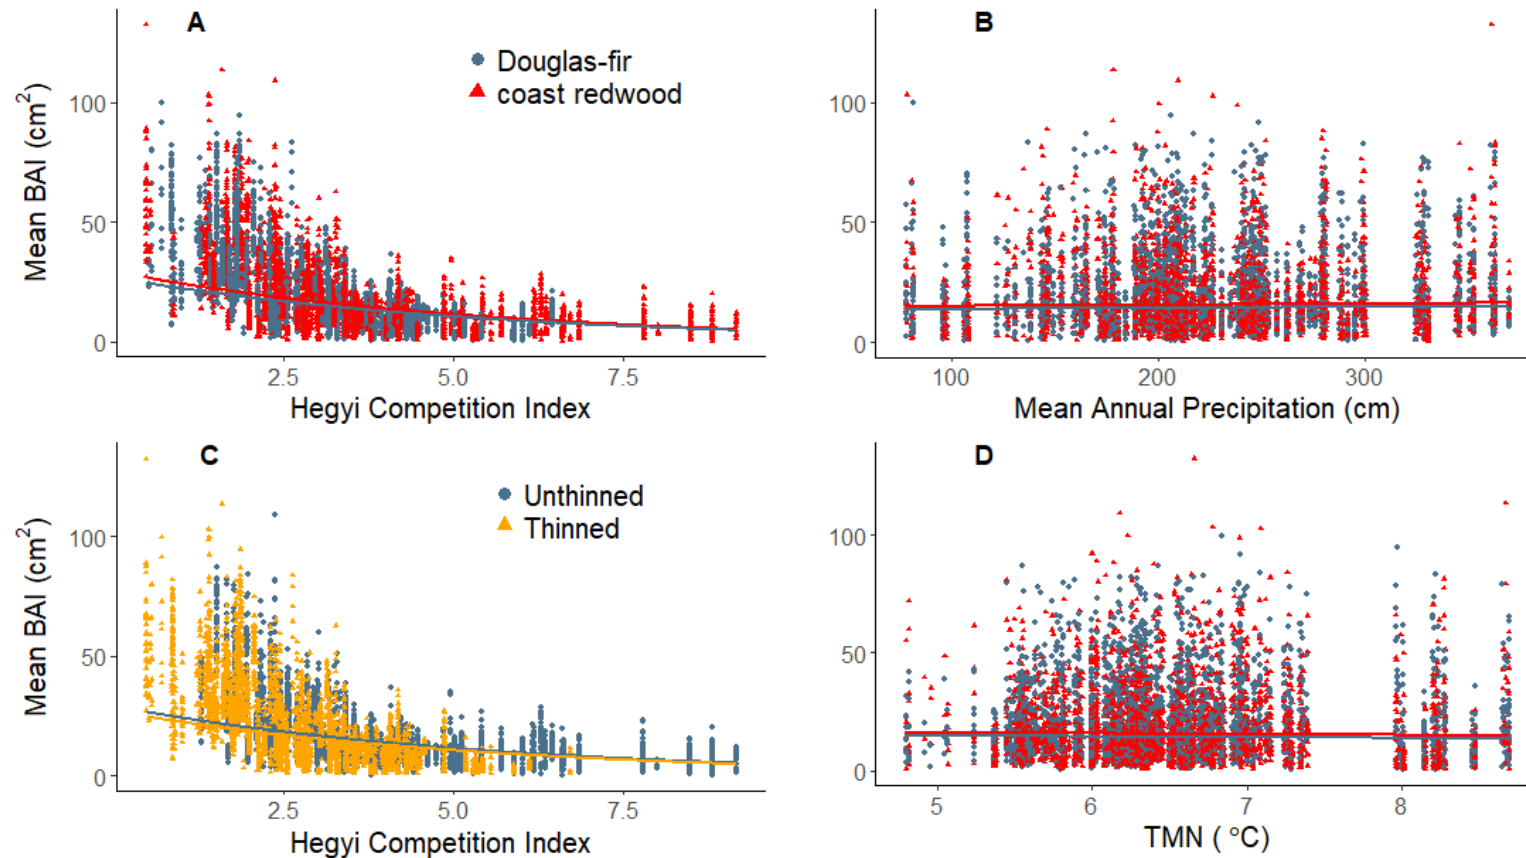 A
Douglas-fir
coast redwood
Mean BAI (cm²)
100
50
0
2.5 5.0 7.5
Hegyi Competition Index
B
100
50
0
100 200 300
Mean Annual Precipitation (cm)
C
Unthinned
Thinned
Mean BAI (cm²)
100
50
0
2.5 5.0 7.5
Hegyi Competition Index
D
100
50
0
5 6 7 8
TMN ( °C)